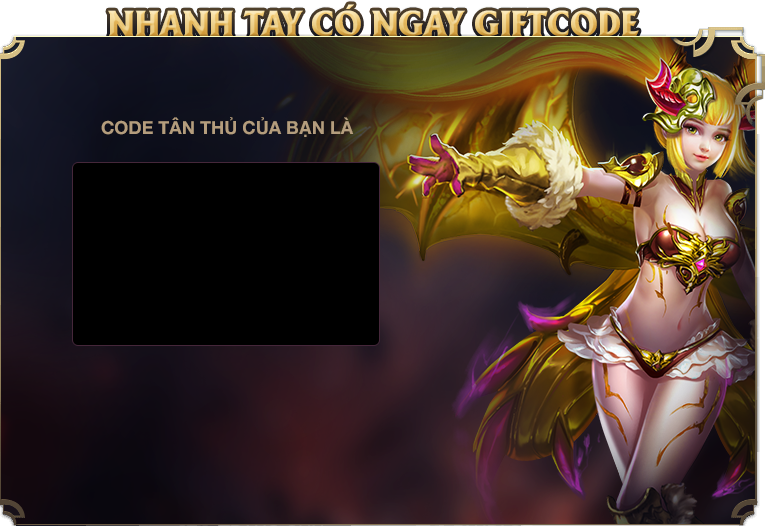 NHANH TAY CÓ NGAY GIFTCODE
CODE TÂN THỦ CỦA BẠN LÀ